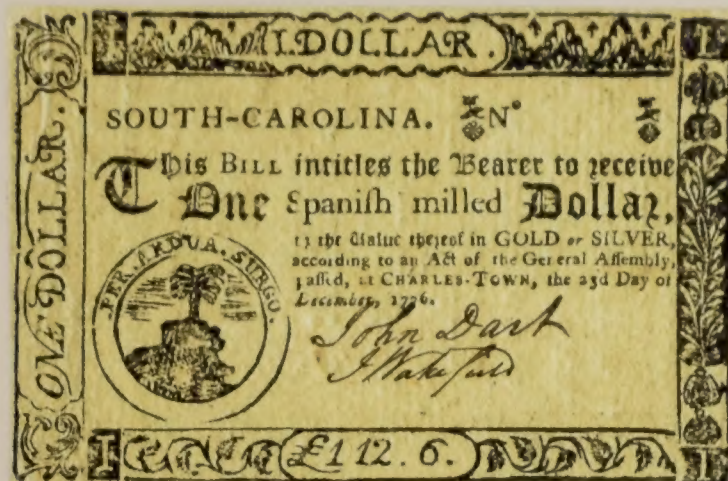 I. DOLLAR.
ONE DOLLAR.
SOUTH-CAROLINA. N°
This BILL intitles the Bearer to receive
One Spaniſh milled Dollar,
or the Value thereof in GOLD or SILVER,
according to an Act of the General Aſſembly,
paſſed, at CHARLES-TOWN, the 23d Day of
December, 1776.
PER. ARDUA. SURGO.
John Dart
J Wakefield
I £1 12. 6.